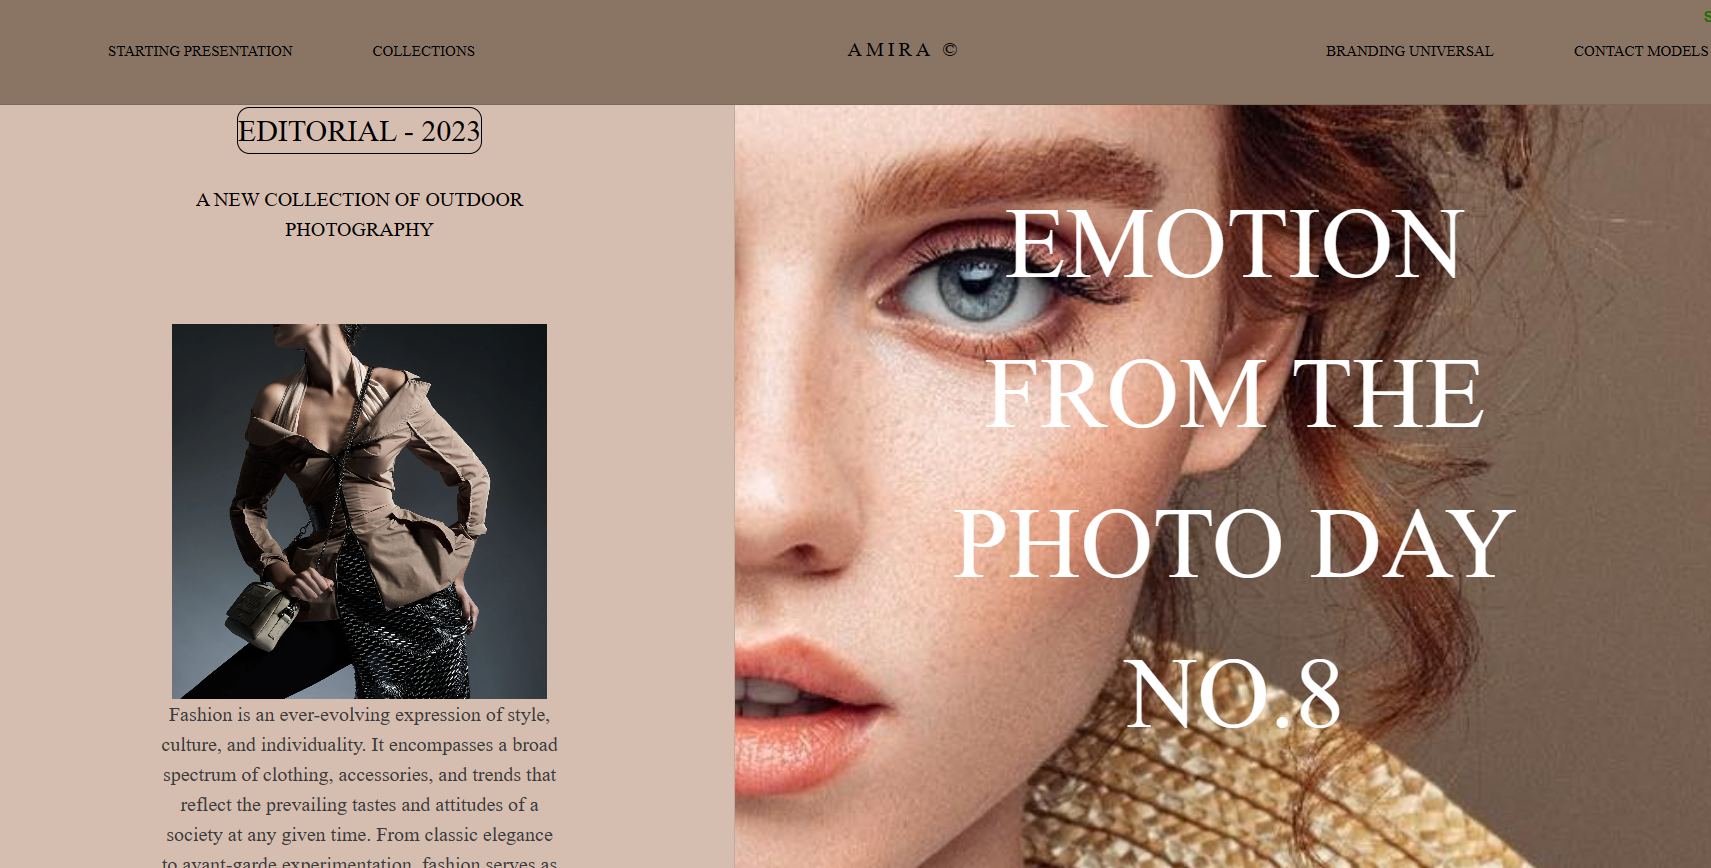 STARTING PRESENTATION
COLLECTIONS
AMIRA ©
BRANDING UNIVERSAL
CONTACT MODELS
EDITORIAL - 2023
A NEW COLLECTION OF OUTDOOR
PHOTOGRAPHY
Fashion is an ever-evolving expression of style,
culture, and individuality. It encompasses a broad
spectrum of clothing, accessories, and trends that
reflect the prevailing tastes and attitudes of a
society at any given time. From classic elegance
to avant-garde experimentation, fashion serves as
EMOTION
FROM THE
PHOTO DAY
NO.8